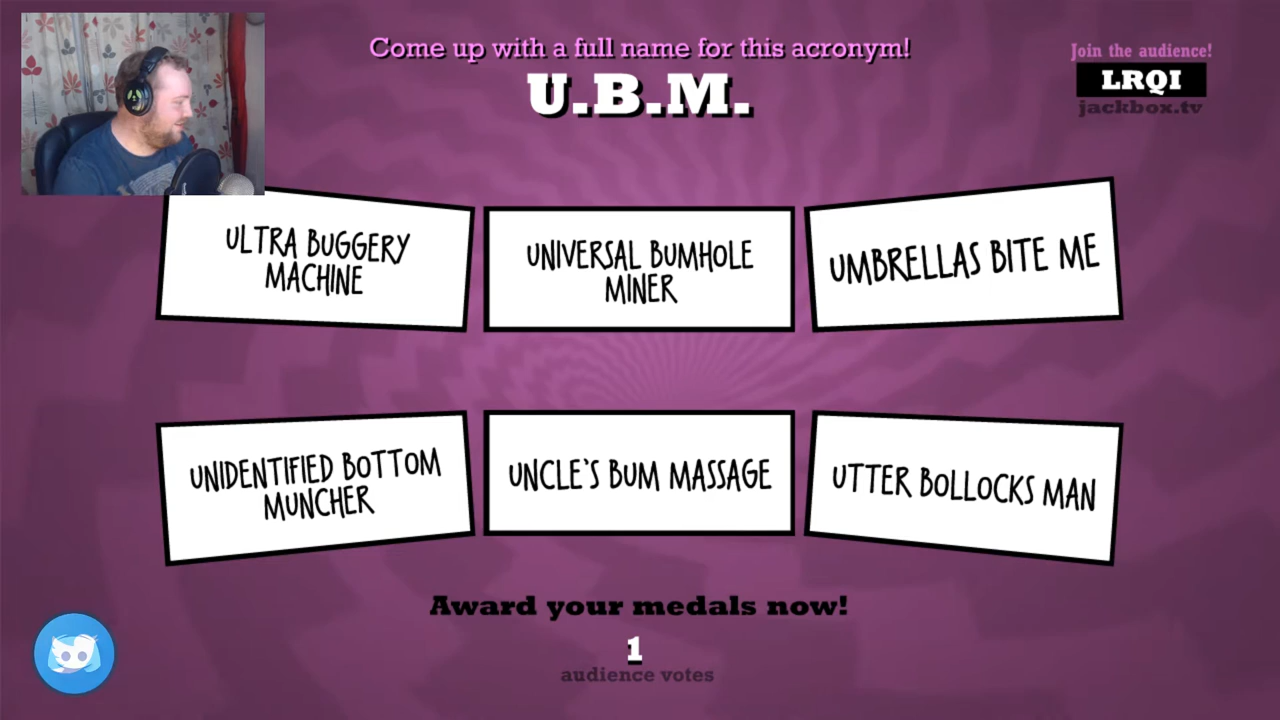 Come up with a full name for this acronym!
U.B.M.
Join the audience!
LRQI
jackbox.tv
ULTRA BUGGERY
MACHINE
UNIVERSAL BUMHOLE
MINER
UMBRELLAS BITE ME
UNIDENTIFIED BOTTOM
MUNCHER
UNCLE'S BUM MASSAGE
UTTER BOLLOCKS MAN
Award your medals now!
1
audience votes